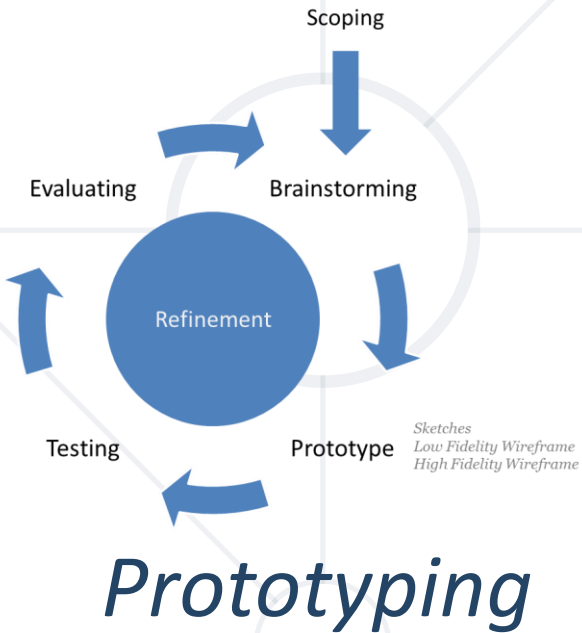 Scoping
Evaluating
Brainstorming
Refinement
Testing
Prototype
Sketches
Low Fidelity Wireframe
High Fidelity Wireframe
Prototyping